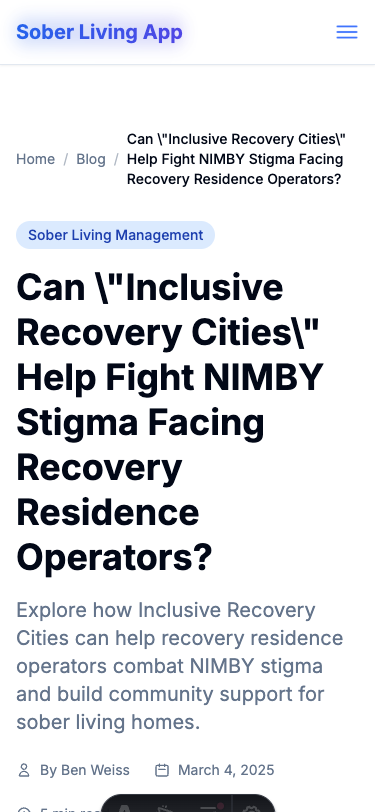 Sober Living App
Home / Blog / Can \"Inclusive Recovery Cities\"
Help Fight NIMBY Stigma Facing
Recovery Residence Operators?
Sober Living Management
Can \"Inclusive
Recovery Cities\"
Help Fight NIMBY
Stigma Facing
Recovery
Residence
Operators?
Explore how Inclusive Recovery
Cities can help recovery residence
operators combat NIMBY stigma
and build community support for
sober living homes.
By Ben Weiss March 4, 2025
5 min